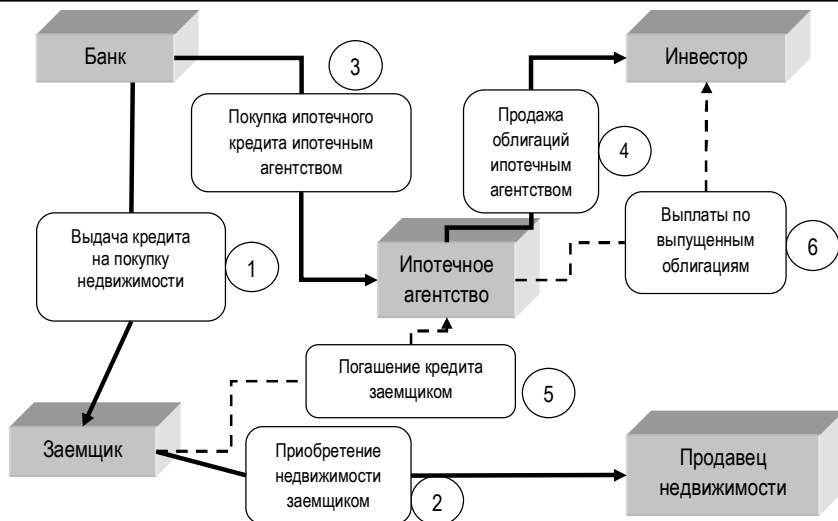 Банк
3
Инвестор
Покупка ипотечного
кредита ипотечным
агентством
Продажа
облигаций
ипотечным
агентством
4
Выдача кредита
на покупку
недвижимости
1
Ипотечное
агентство
Выплаты по
выпущенным
облигациям
6
Погашение кредита
заемщиком
5
Заемщик
Приобретение
недвижимости
заемщиком
2
Продавец
недвижимости